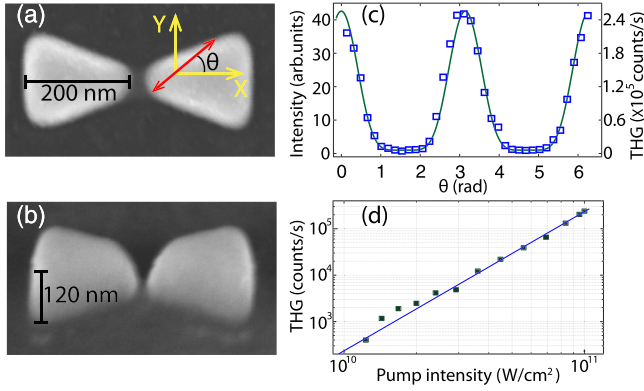 (a)
Y
θ
X
200 nm
(b)
120 nm
(c)
Intensity (arb.units)
40
30
20
10
0
2.4
1.8
1.2
0.6
0
THG (x10⁵ counts/s)
0 1 2 3 4 5 6
θ (rad)
(d)
THG (counts/s)
10⁵
10⁴
10³
10¹⁰ 10¹¹
Pump intensity (W/cm²)